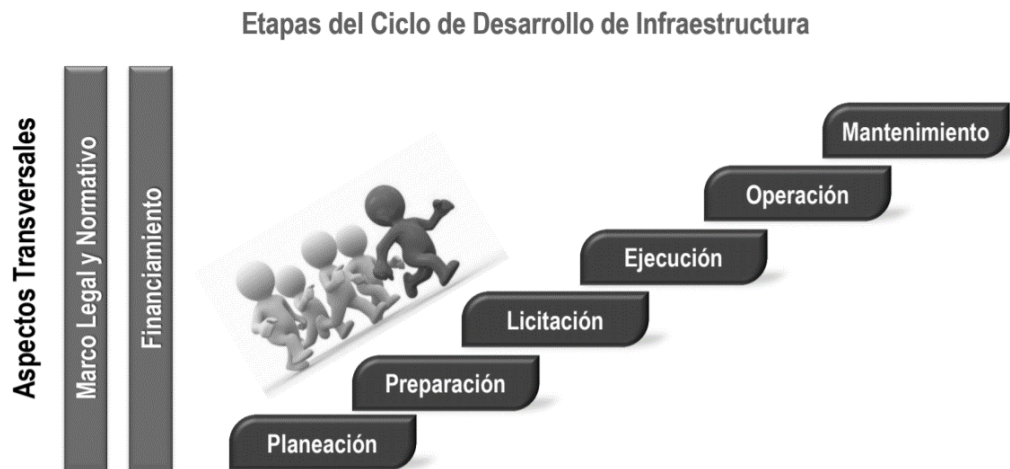 Etapas del Ciclo de Desarrollo de Infraestructura
Aspectos Transversales
Marco Legal y Normativo
Financiamiento
Mantenimiento
Operación
Ejecución
Licitación
Preparación
Planeación